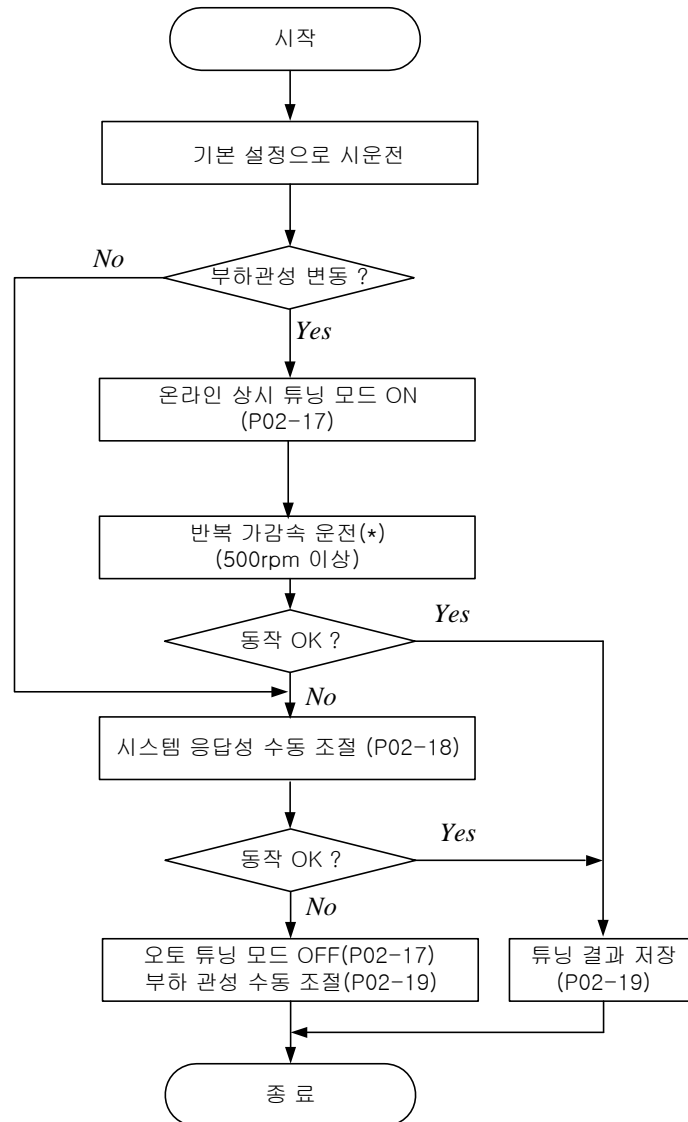 시작
기본 설정으로 시운전
부하관성 변동 ?
No
Yes
온라인 상시 튜닝 모드 ON
(P02-17)
반복 가감속 운전(*)
(500rpm 이상)
동작 OK ?
Yes
No
시스템 응답성 수동 조절 (P02-18)
동작 OK ?
Yes
No
오토 튜닝 모드 OFF(P02-17)
부하 관성 수동 조절(P02-19)
튜닝 결과 저장
(P02-19)
종 료